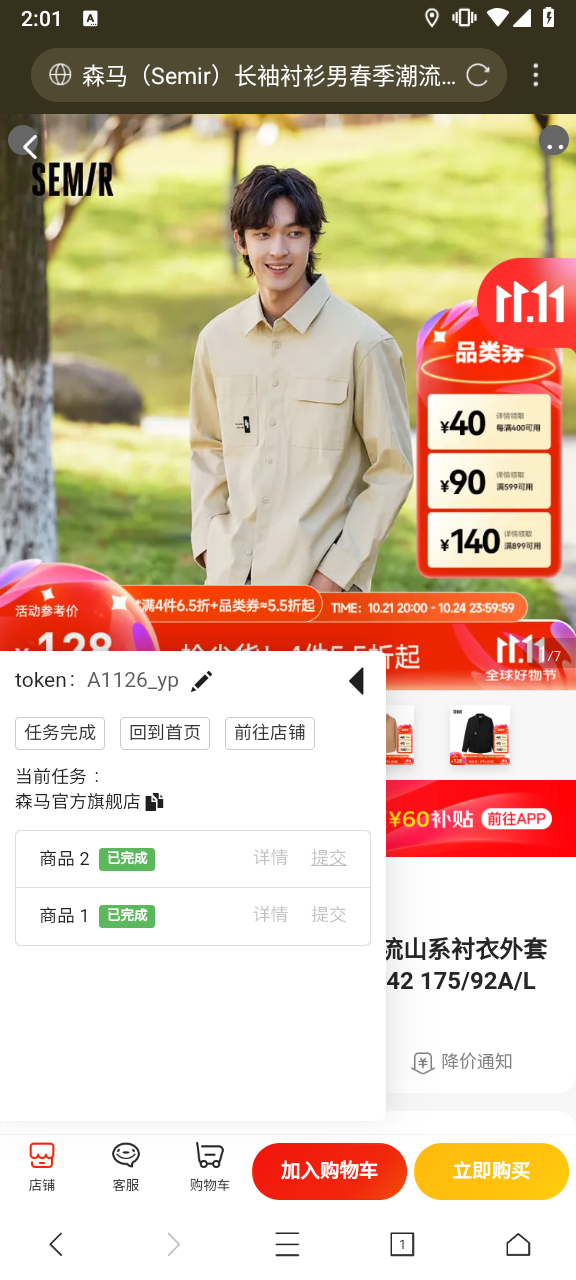 2:01
A
森马（Semir）长袖衬衫男春季潮流...
SEMIR
11.11
品类券
¥40 详情领取 每满400可用
¥90 详情领取 满599可用
¥140 详情领取 满899可用
满4件6.5折+品类券≈5.5折起
TIME: 10.21 20:00 - 10.24 23:59:59
活动参考价
¥128
抢尖货！4件5.5折起
11.11
全球好物节
/7
token： A1126_yp
任务完成 回到首页 前往店铺
当前任务：
森马官方旗舰店
商品 2 已完成 详情 提交
商品 1 已完成 详情 提交
SEMIR
128
¥60补贴 前往APP
流山系衬衣外套
42 175/92A/L
降价通知
店铺 客服 购物车 加入购物车 立即购买
1